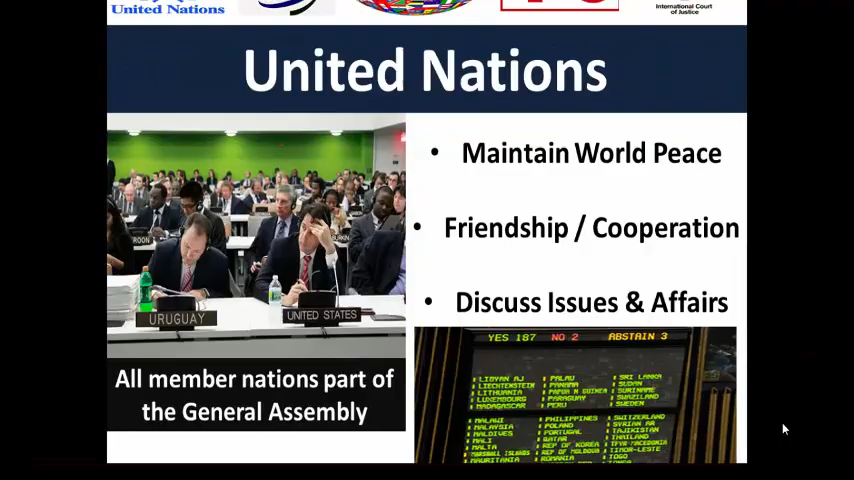 United Nations
International Court
of Justice
United Nations
• Maintain World Peace
• Friendship / Cooperation
• Discuss Issues & Affairs
URUGUAY
UNITED STATES
All member nations part of
the General Assembly
YES 187 NO 2 ABSTAIN 3
LIBYAN AJ PALAU SRI LANKA
LIECHTENSTEIN PANAMA SUDAN
LITHUANIA PAPUA N GUINEA SURINAME
LUXEMBOURG PARAGUAY SWAZILAND
MADAGASCAR PERU SWEDEN
MALAWI PHILIPPINES SWITZERLAND
MALAYSIA POLAND SYRIAN AR
MALDIVES PORTUGAL TAJIKISTAN
MALI QATAR THAILAND
MALTA REP OF KOREA TFYR-MACEDONIA
MARSHALL ISLANDS REP OF MOLDOVA TIMOR-LESTE
MAURITANIA ROMANIA TOGO